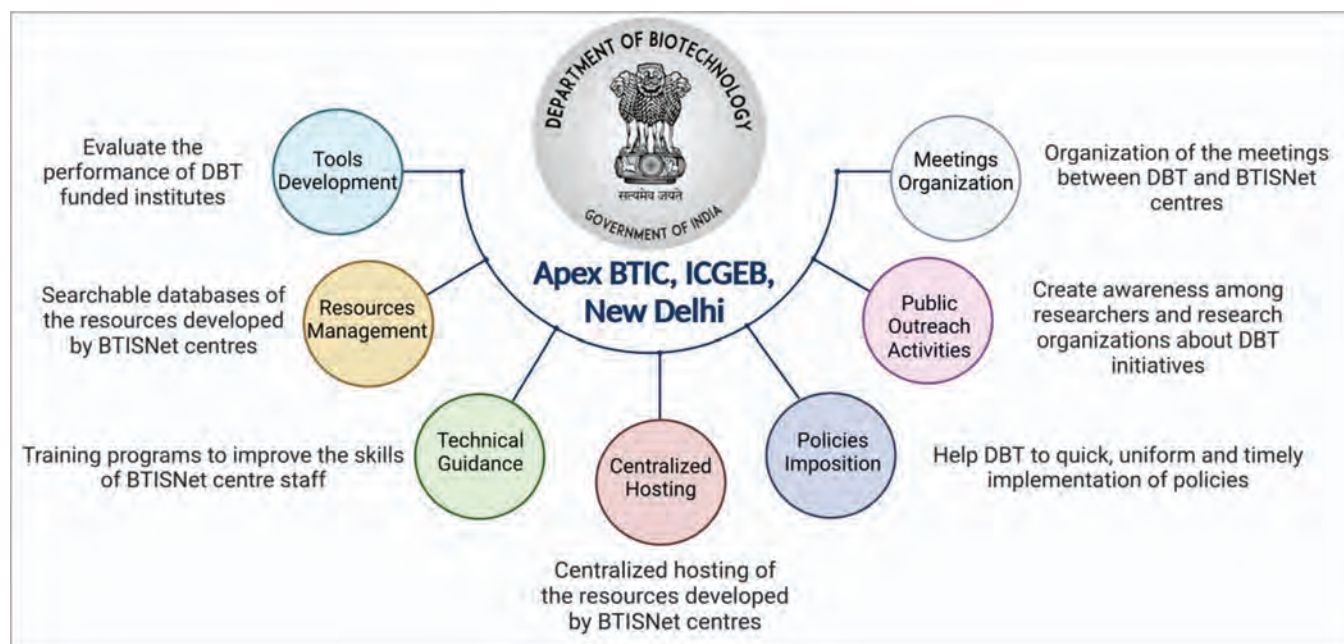 DEPARTMENT OF BIOTECHNOLOGY
सत्यमेव जयते
GOVERNMENT OF INDIA
Apex BTIC, ICGEB,
New Delhi
Tools
Development
Evaluate the
performance of DBT
funded institutes
Resources
Management
Searchable databases of
the resources developed
by BTISNet centres
Technical
Guidance
Training programs to improve the skills
of BTISNet centre staff
Centralized
Hosting
Centralized hosting of
the resources developed
by BTISNet centres
Policies
Imposition
Help DBT to quick, uniform and timely
implementation of policies
Public
Outreach
Activities
Create awareness among
researchers and research
organizations about DBT
initiatives
Meetings
Organization
Organization of the meetings
between DBT and BTISNet
centres